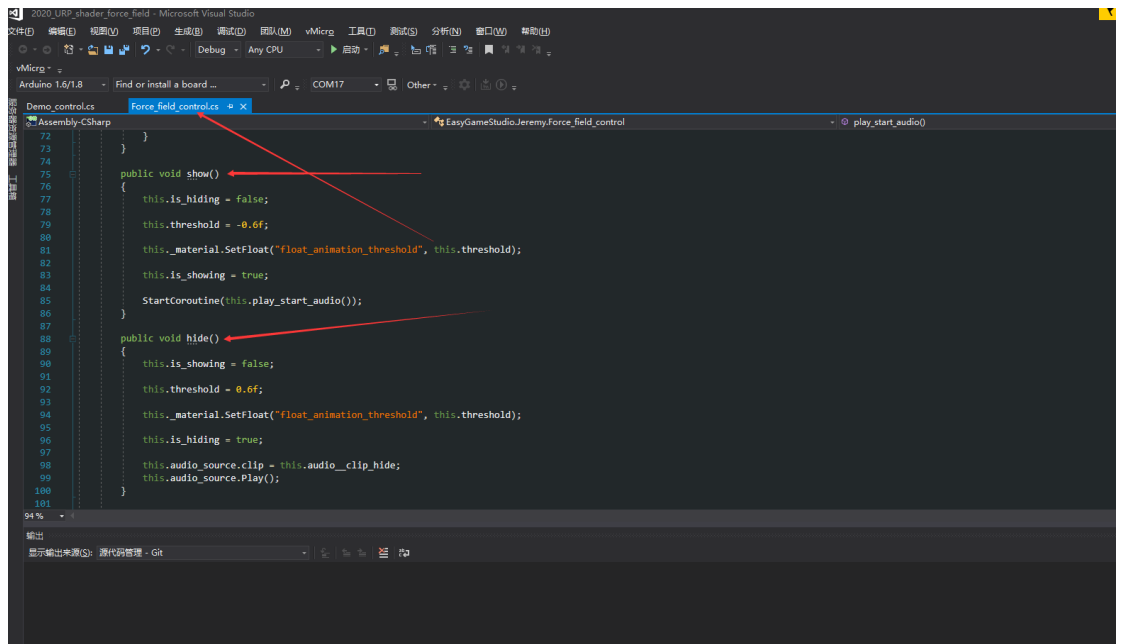 2020_URP_shader_force_field - Microsoft Visual Studio
文件(F) 编辑(E) 视图(V) 项目(P) 生成(B) 调试(D) 团队(M) vMicro 工具(T) 测试(S) 分析(N) 窗口(W) 帮助(H)
Debug Any CPU 启动
vMicro
Arduino 1.6/1.8 Find or install a board ... COM17 Other
Demo_control.cs Force_field_control.cs
Assembly-CSharp EasyGameStudio.Jeremy.Force_field_control play_start_audio()
工具箱
72 }
73 }
74
75 public void show()
76 {
77 this.is_hiding = false;
78
79 this.threshold = -0.6f;
80
81 this._material.SetFloat("float_animation_threshold", this.threshold);
82
83 this.is_showing = true;
84
85 StartCoroutine(this.play_start_audio());
86 }
87
88 public void hide()
89 {
90 this.is_showing = false;
91
92 this.threshold = 0.6f;
93
94 this._material.SetFloat("float_animation_threshold", this.threshold);
95
96 this.is_hiding = true;
97
98 this.audio_source.clip = this.audio__clip_hide;
99 this.audio_source.Play();
100 }
101
94 %
输出
显示输出来源(S): 源代码管理 - Git